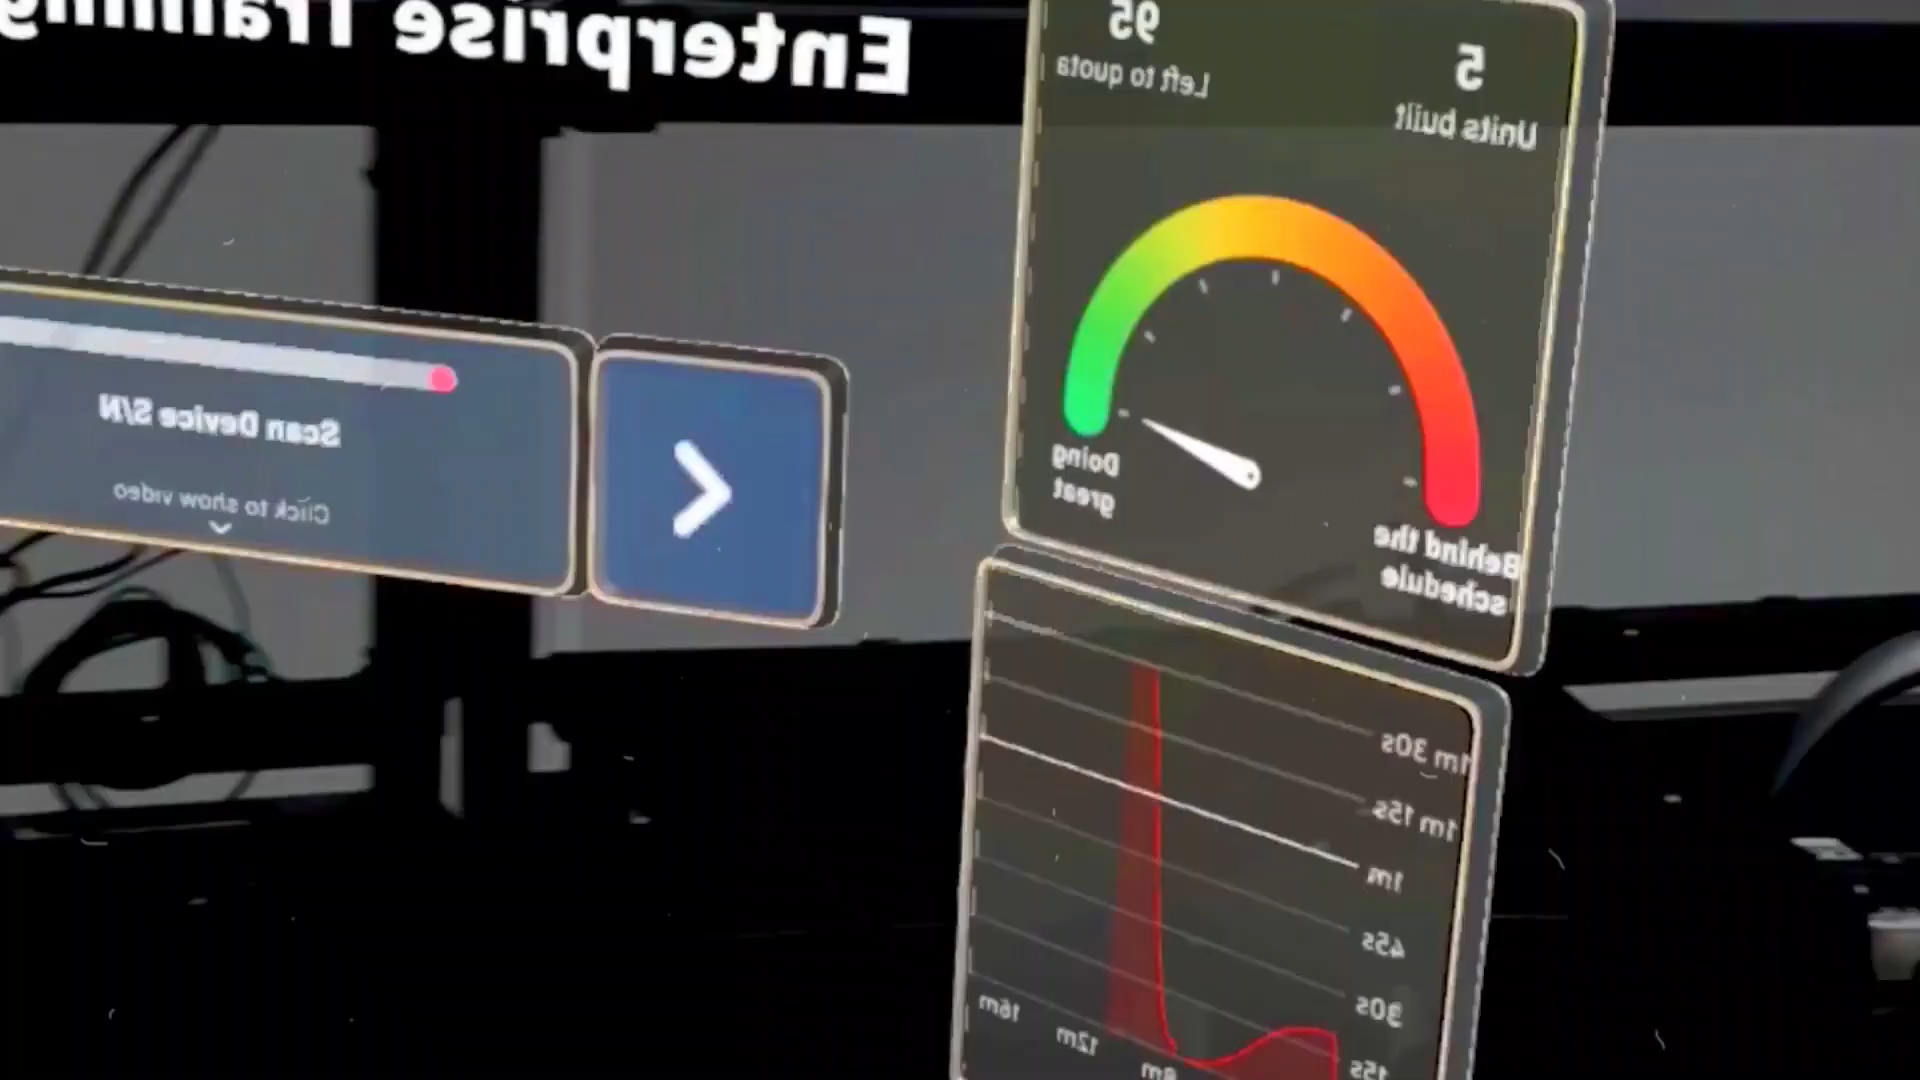 Enterprise Training
5
Units built
95
Left to quota
Doing
great
Behind the
schedule
Scan Device S/N
Click to show video
1m 30s
1m 15s
1m
45s
30s
15s
8m
12m
16m